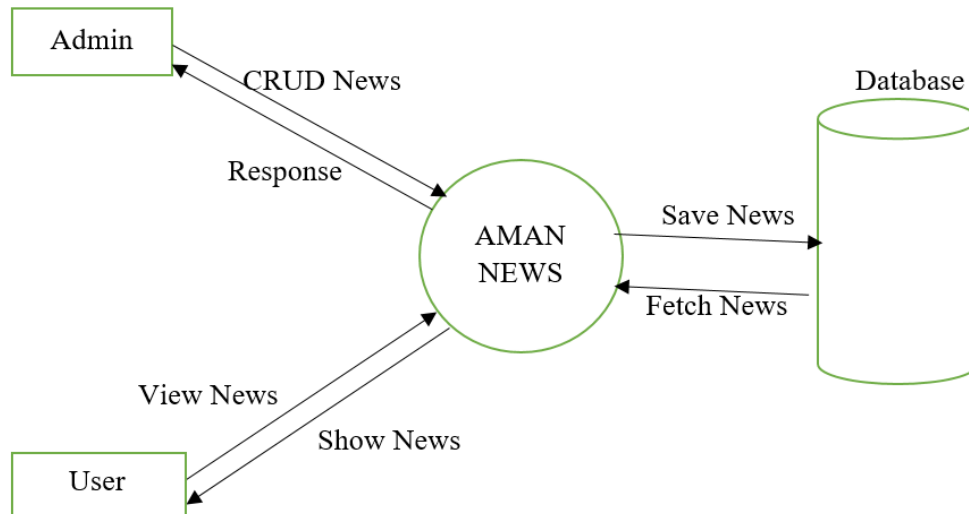 Admin
CRUD News
Database
Response
Save News
AMAN
NEWS
Fetch News
View News
Show News
User